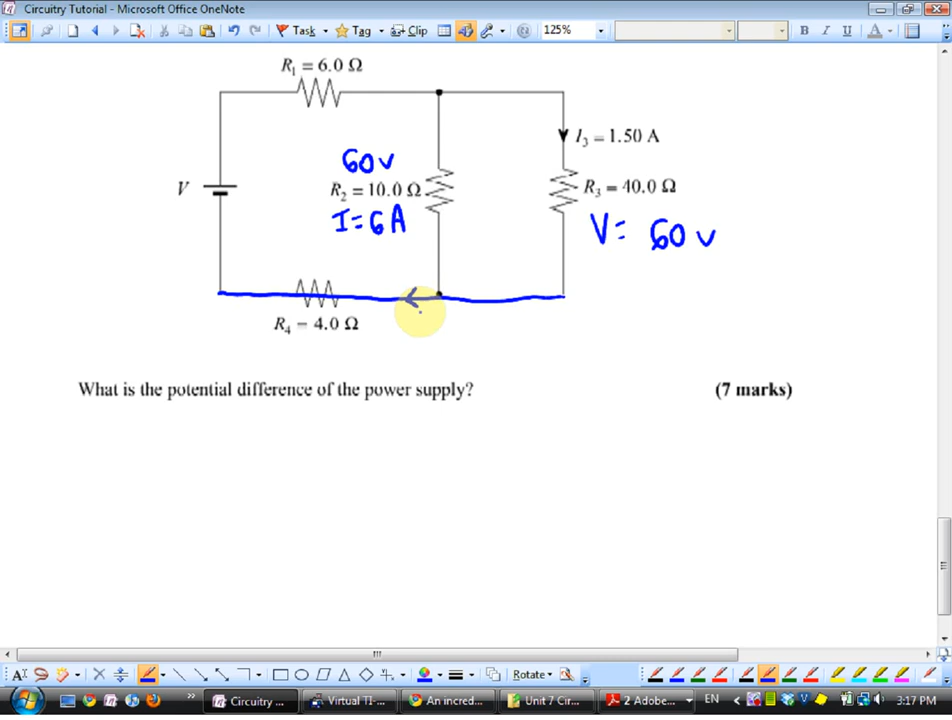 Circuitry Tutorial - Microsoft Office OneNote
Task
Tag
Clip
125%
B I U A
R1 = 6.0 Ω
I3 = 1.50 A
60v
V
R2 = 10.0 Ω
R3 = 40.0 Ω
I = 6 A
V = 60 v
R4 = 4.0 Ω
What is the potential difference of the power supply?
(7 marks)
Rotate
Circuitry ...
Virtual TI-...
An incred...
Unit 7 Cir...
2 Adobe...
EN
3:17 PM